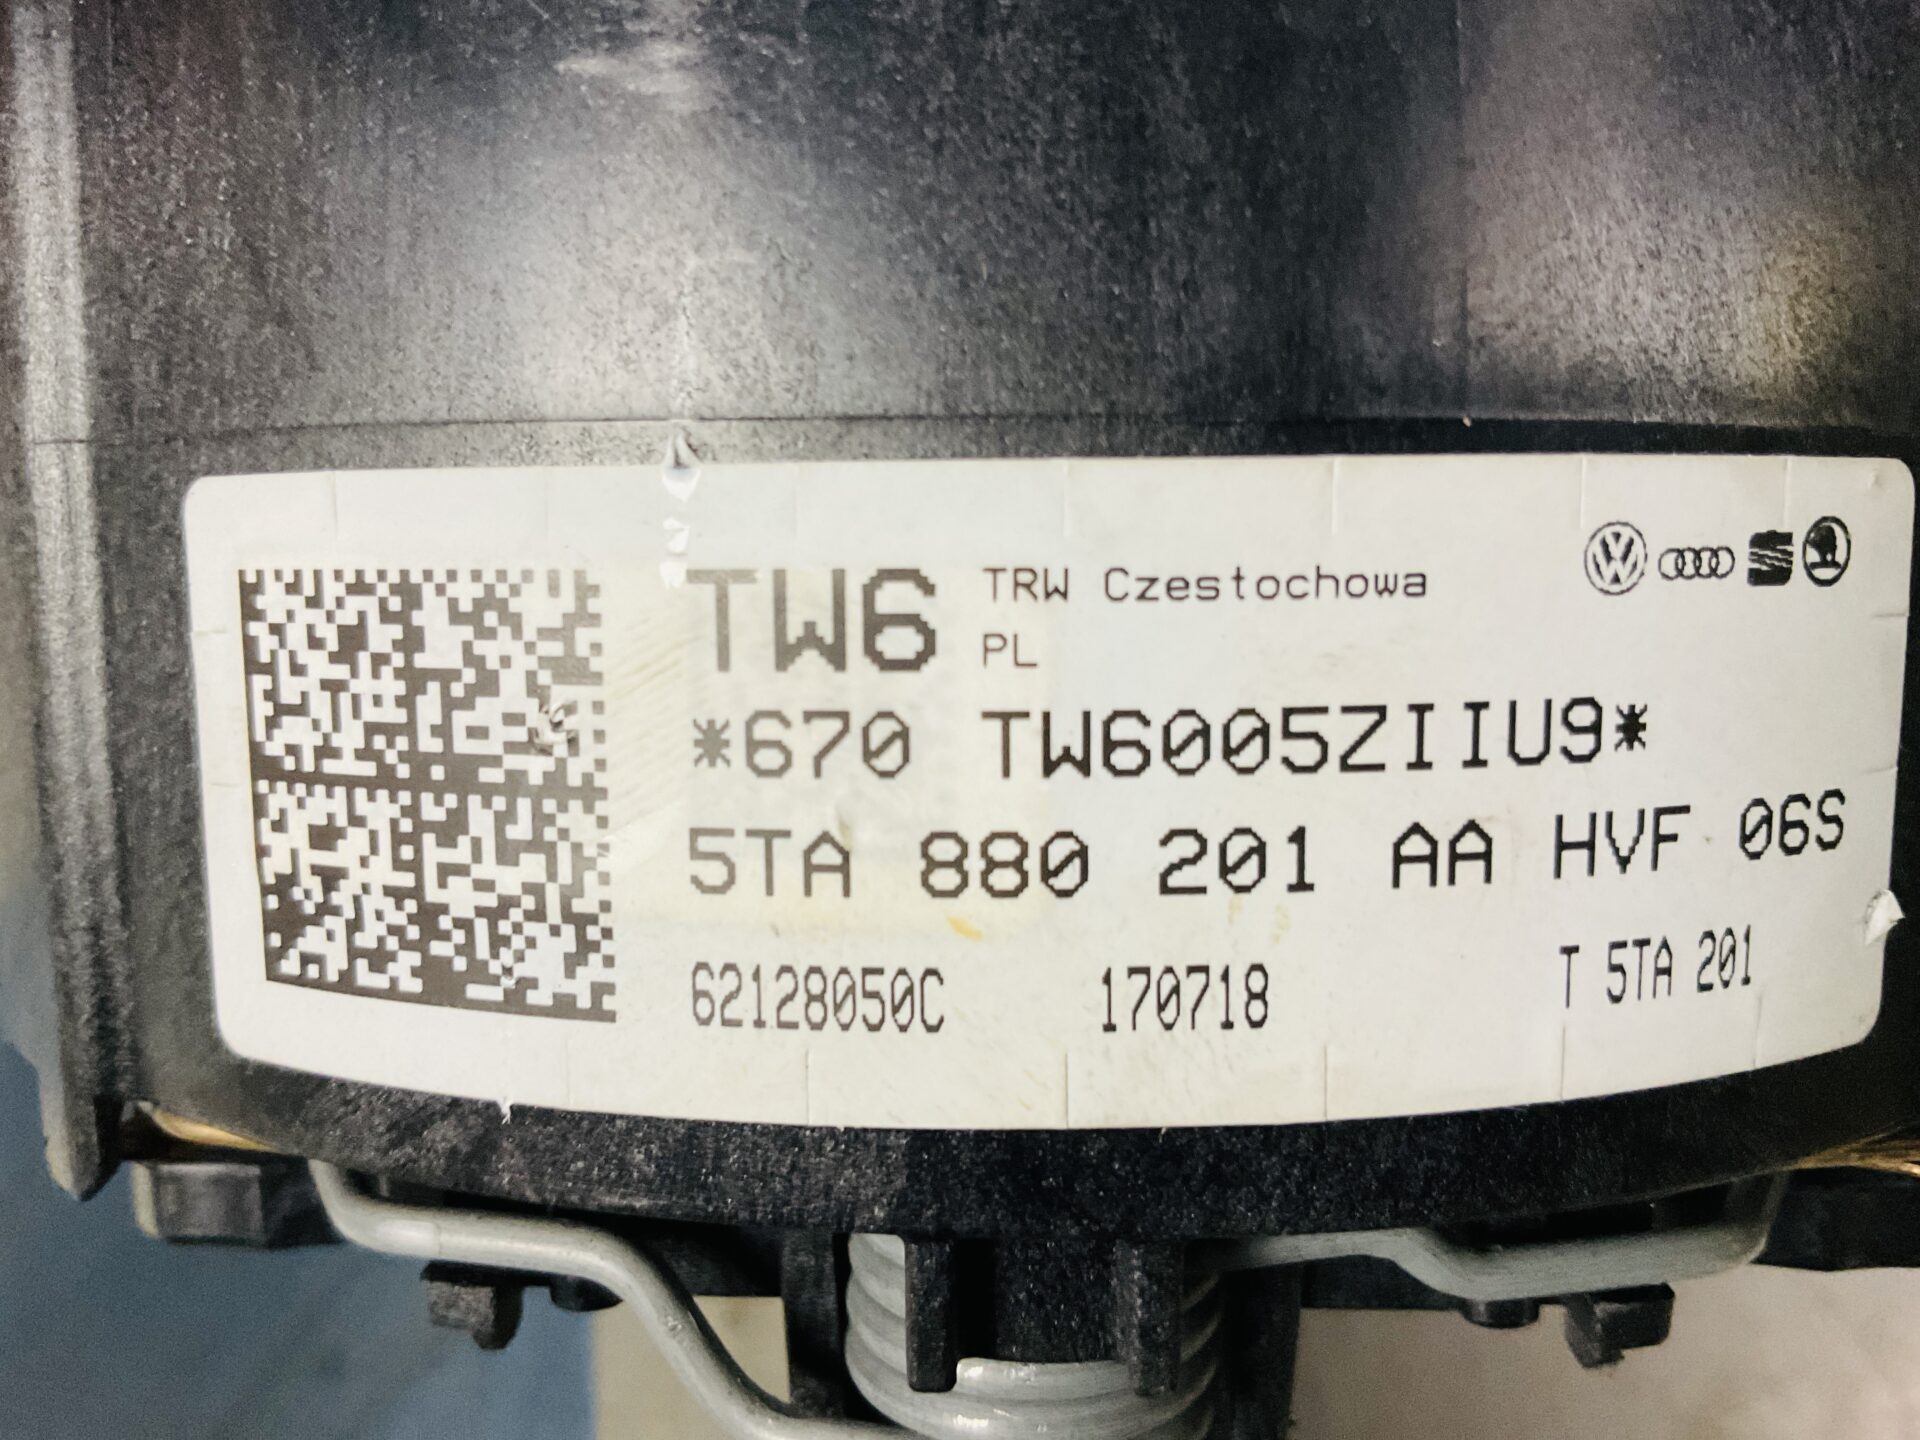 TW6 TRW Czestochowa
PL
*670 TW6005ZIIU9*
5TA 880 201 AA HVF 06S
62128050C 170718 T 5TA 201